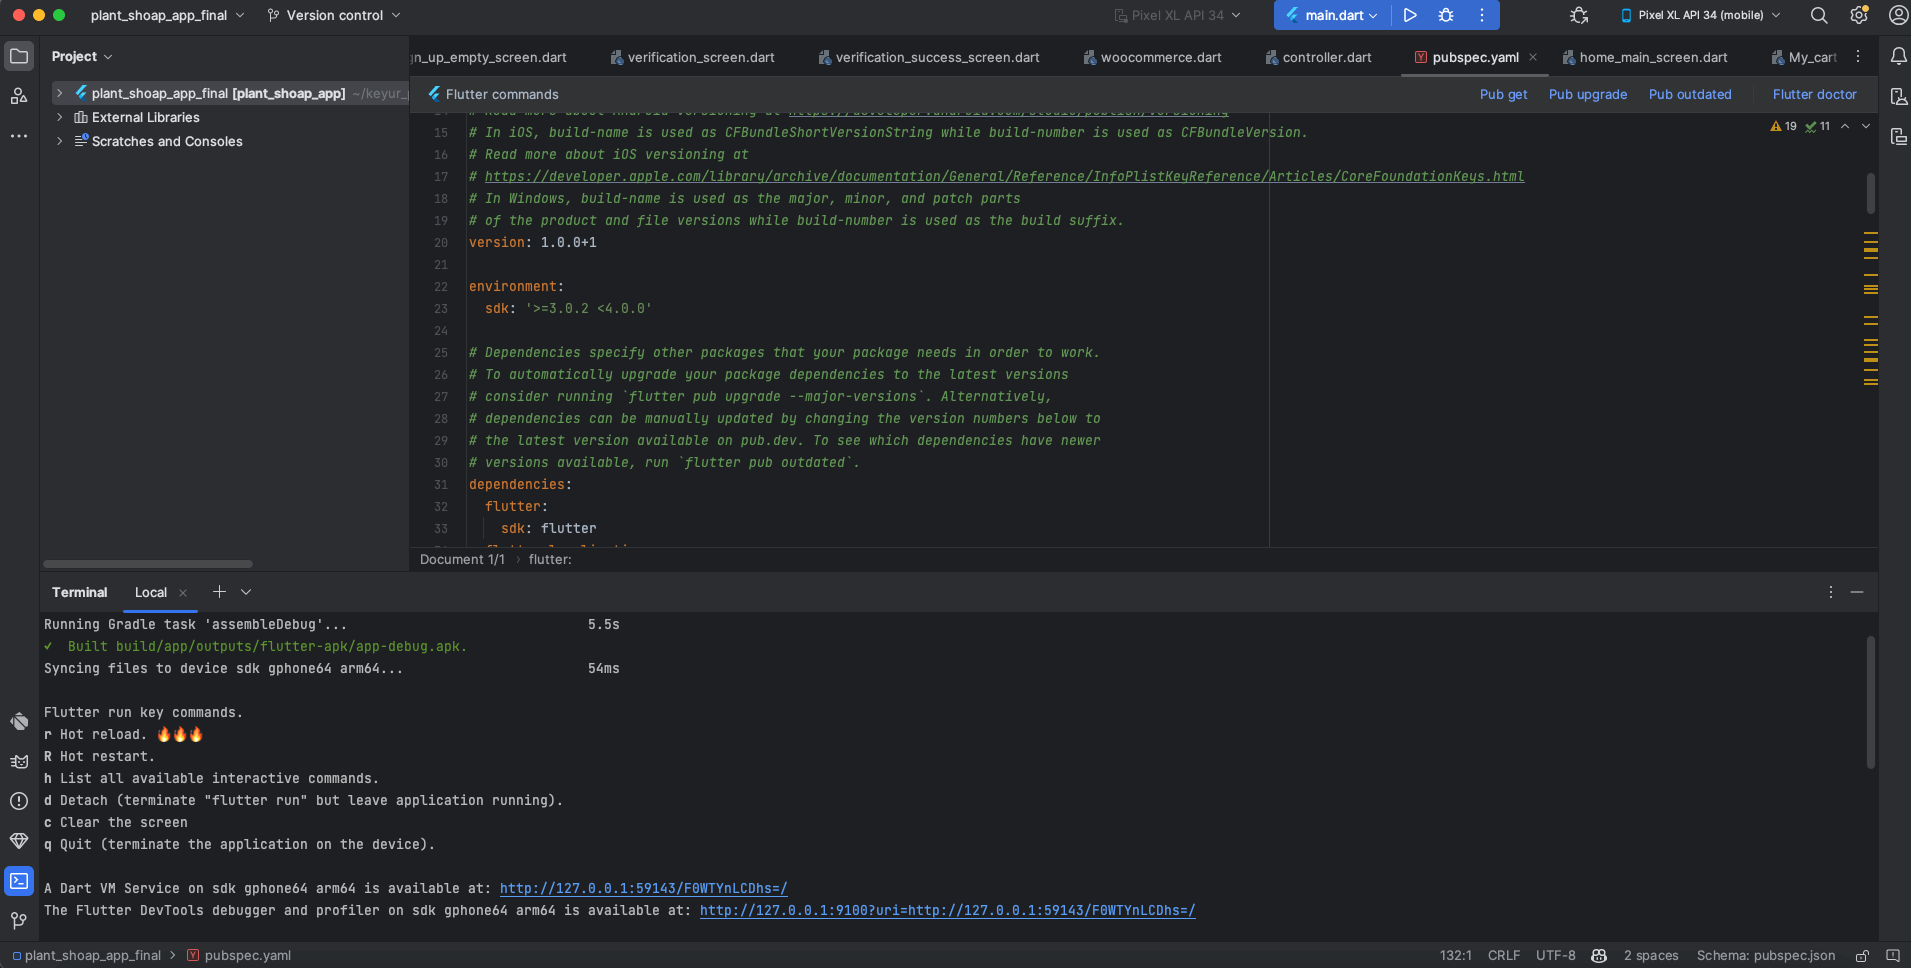 plant_shoap_app_final
Version control
Pixel XL API 34
main.dart
Pixel XL API 34 (mobile)
Project
plant_shoap_app_final [plant_shoap_app] ~/keyur_
External Libraries
Scratches and Consoles
n_up_empty_screen.dart
verification_screen.dart
verification_success_screen.dart
woocommerce.dart
controller.dart
pubspec.yaml
home_main_screen.dart
My_cart
Flutter commands
Pub get
Pub upgrade
Pub outdated
Flutter doctor
19 11
15 # In iOS, build-name is used as CFBundleShortVersionString while build-number is used as CFBundleVersion.
16 # Read more about iOS versioning at
17 # https://developer.apple.com/library/archive/documentation/General/Reference/InfoPlistKeyReference/Articles/CoreFoundationKeys.html
18 # In Windows, build-name is used as the major, minor, and patch parts
19 # of the product and file versions while build-number is used as the build suffix.
20 version: 1.0.0+1
21
22 environment:
23 sdk: '>=3.0.2 <4.0.0'
24
25 # Dependencies specify other packages that your package needs in order to work.
26 # To automatically upgrade your package dependencies to the latest versions
27 # consider running `flutter pub upgrade --major-versions`. Alternatively,
28 # dependencies can be manually updated by changing the version numbers below to
29 # the latest version available on pub.dev. To see which dependencies have newer
30 # versions available, run `flutter pub outdated`.
31 dependencies:
32 flutter:
33 sdk: flutter
Document 1/1 › flutter:
Terminal
Local
Running Gradle task 'assembleDebug'... 5.5s
✓ Built build/app/outputs/flutter-apk/app-debug.apk.
Syncing files to device sdk gphone64 arm64... 54ms
Flutter run key commands.
r Hot reload. 🔥🔥🔥
R Hot restart.
h List all available interactive commands.
d Detach (terminate "flutter run" but leave application running).
c Clear the screen
q Quit (terminate the application on the device).
A Dart VM Service on sdk gphone64 arm64 is available at: http://127.0.0.1:59143/F0WTYnLCDhs=/
The Flutter DevTools debugger and profiler on sdk gphone64 arm64 is available at: http://127.0.0.1:9100?uri=http://127.0.0.1:59143/F0WTYnLCDhs=/
plant_shoap_app_final › pubspec.yaml
132:1
CRLF
UTF-8
2 spaces
Schema: pubspec.json